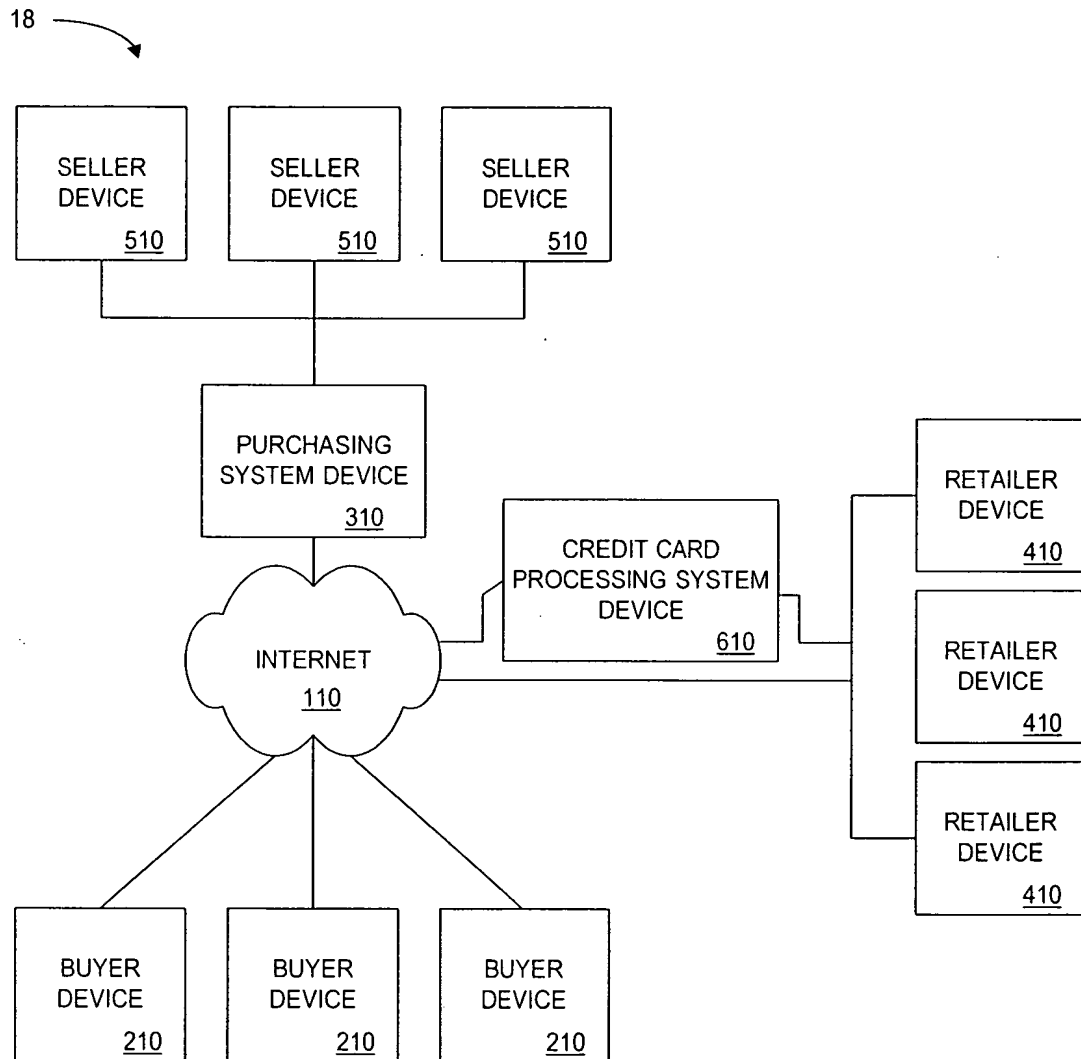 18
SELLER
DEVICE
510
SELLER
DEVICE
510
SELLER
DEVICE
510
PURCHASING
SYSTEM DEVICE
310
CREDIT CARD
PROCESSING SYSTEM
DEVICE
610
RETAILER
DEVICE
410
RETAILER
DEVICE
410
RETAILER
DEVICE
410
INTERNET
110
BUYER
DEVICE
210
BUYER
DEVICE
210
BUYER
DEVICE
210